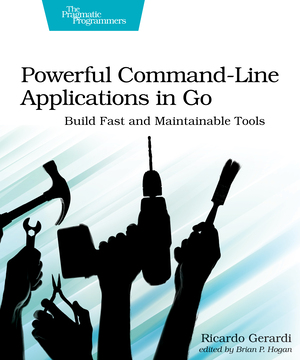 The
Pragmatic
Programmers
Powerful Command-Line
Applications in Go
Build Fast and Maintainable Tools
Ricardo Gerardi
edited by Brian P. Hogan